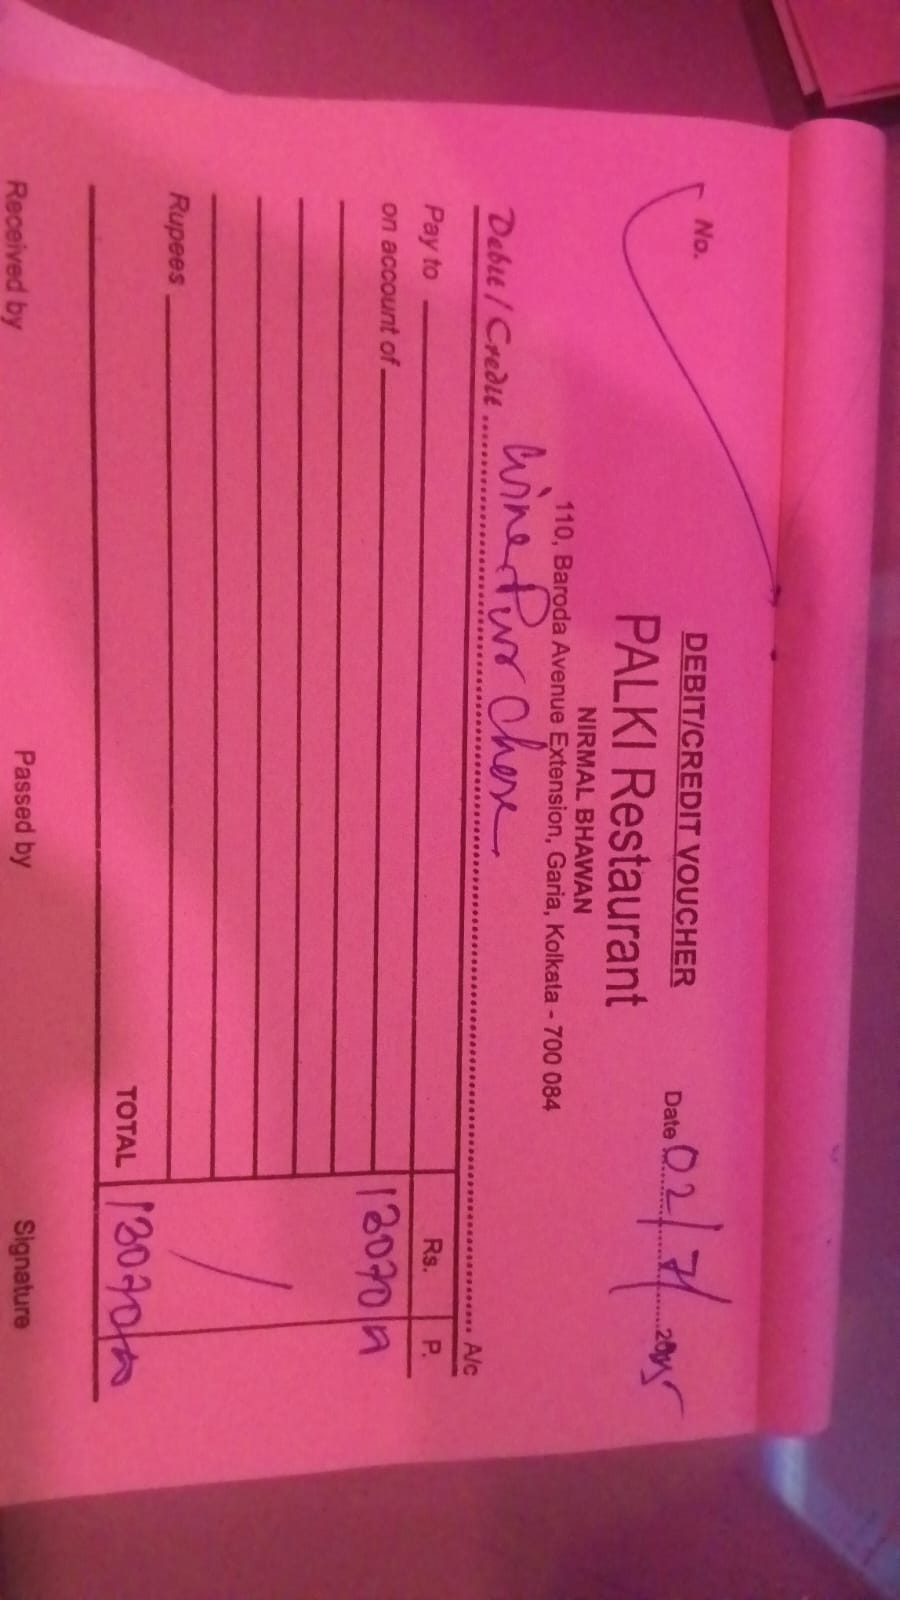 DEBIT/CREDIT VOUCHER
No.
PALKI Restaurant
Date 02/7/2025
NIRMAL BHAWAN
110, Baroda Avenue Extension, Garia, Kolkata - 700 084
Debit/Credit Wine Purchase A/c
Pay to Rs. P.
on account of 13070/-
Rupees
TOTAL 13070/-
Received by Passed by Signature